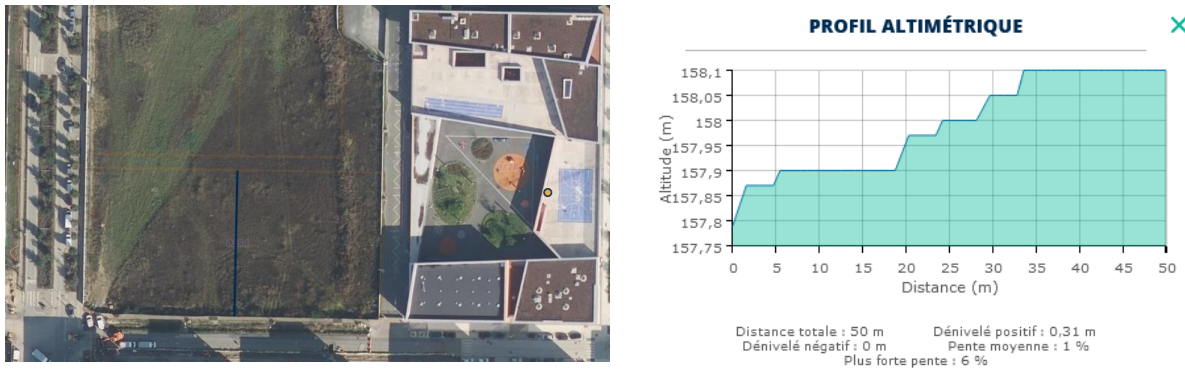 PROFIL ALTIMÉTRIQUE
158,1
158,05
158
157,95
157,9
157,85
157,8
157,75
Altitude (m)
0 5 10 15 20 25 30 35 40 45 50
Distance (m)
Distance totale : 50 m Dénivelé positif : 0,31 m
Dénivelé négatif : 0 m Pente moyenne : 1 %
Plus forte pente : 6 %